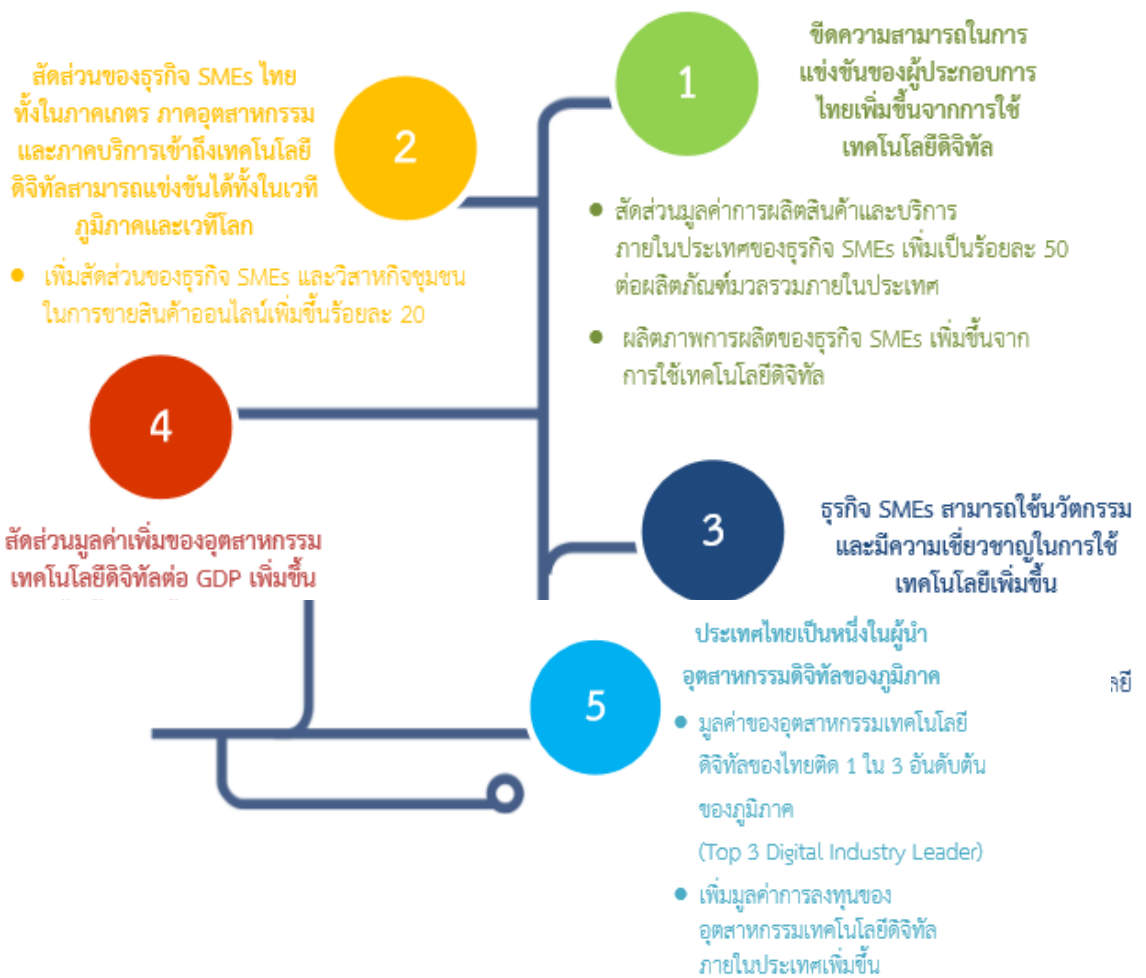 1
ขีดความสามารถในการ
แข่งขันของผู้ประกอบการ
ไทยเพิ่มขึ้นจากการใช้
เทคโนโลยีดิจิทัล
● สัดส่วนมูลค่าการผลิตสินค้าและบริการ
ภายในประเทศของธุรกิจ SMEs เพิ่มเป็นร้อยละ 50
ต่อผลิตภัณฑ์มวลรวมภายในประเทศ
● ผลิตภาพการผลิตของธุรกิจ SMEs เพิ่มขึ้นจาก
การใช้เทคโนโลยีดิจิทัล
2
สัดส่วนของธุรกิจ SMEs ไทย
ทั้งในภาคเกตร ภาคอุตสาหกรรม
และภาคบริการเข้าถึงเทคโนโลยี
ดิจิทัลสามารถแข่งขันได้ทั้งในเวที
ภูมิภาคและเวทีโลก
● เพิ่มสัดส่วนของธุรกิจ SMEs และวิสาหกิจชุมชน
ในการขายสินค้าออนไลน์เพิ่มขึ้นร้อยละ 20
3
ธุรกิจ SMEs สามารถใช้นวัตกรรม
และมีความเชี่ยวชาญในการใช้
เทคโนโลยีเพิ่มขึ้น
4
สัดส่วนมูลค่าเพิ่มของอุตสาหกรรม
เทคโนโลยีดิจิทัลต่อ GDP เพิ่มขึ้น
5
ประเทศไทยเป็นหนึ่งในผู้นำ
อุตสาหกรรมดิจิทัลของภูมิภาค
● มูลค่าของอุตสาหกรรมเทคโนโลยี
ดิจิทัลของไทยติด 1 ใน 3 อันดับต้น
ของภูมิภาค
(Top 3 Digital Industry Leader)
● เพิ่มมูลค่าการลงทุนของ
อุตสาหกรรมเทคโนโลยีดิจิทัล
ภายในประเทศเพิ่มขึ้น